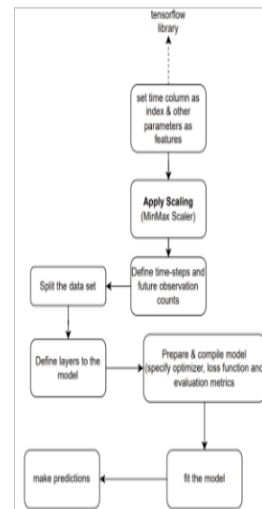 tensorflow
library
set time column as
index & other
parameters as
features
Apply Scaling
(MinMax Scaler)
Define time-steps and
future observation
counts
Split the data set
Define layers to the
model
Prepare & compile model
(specify optimizer, loss function and
evaluation metrics
fit the model
make predictions